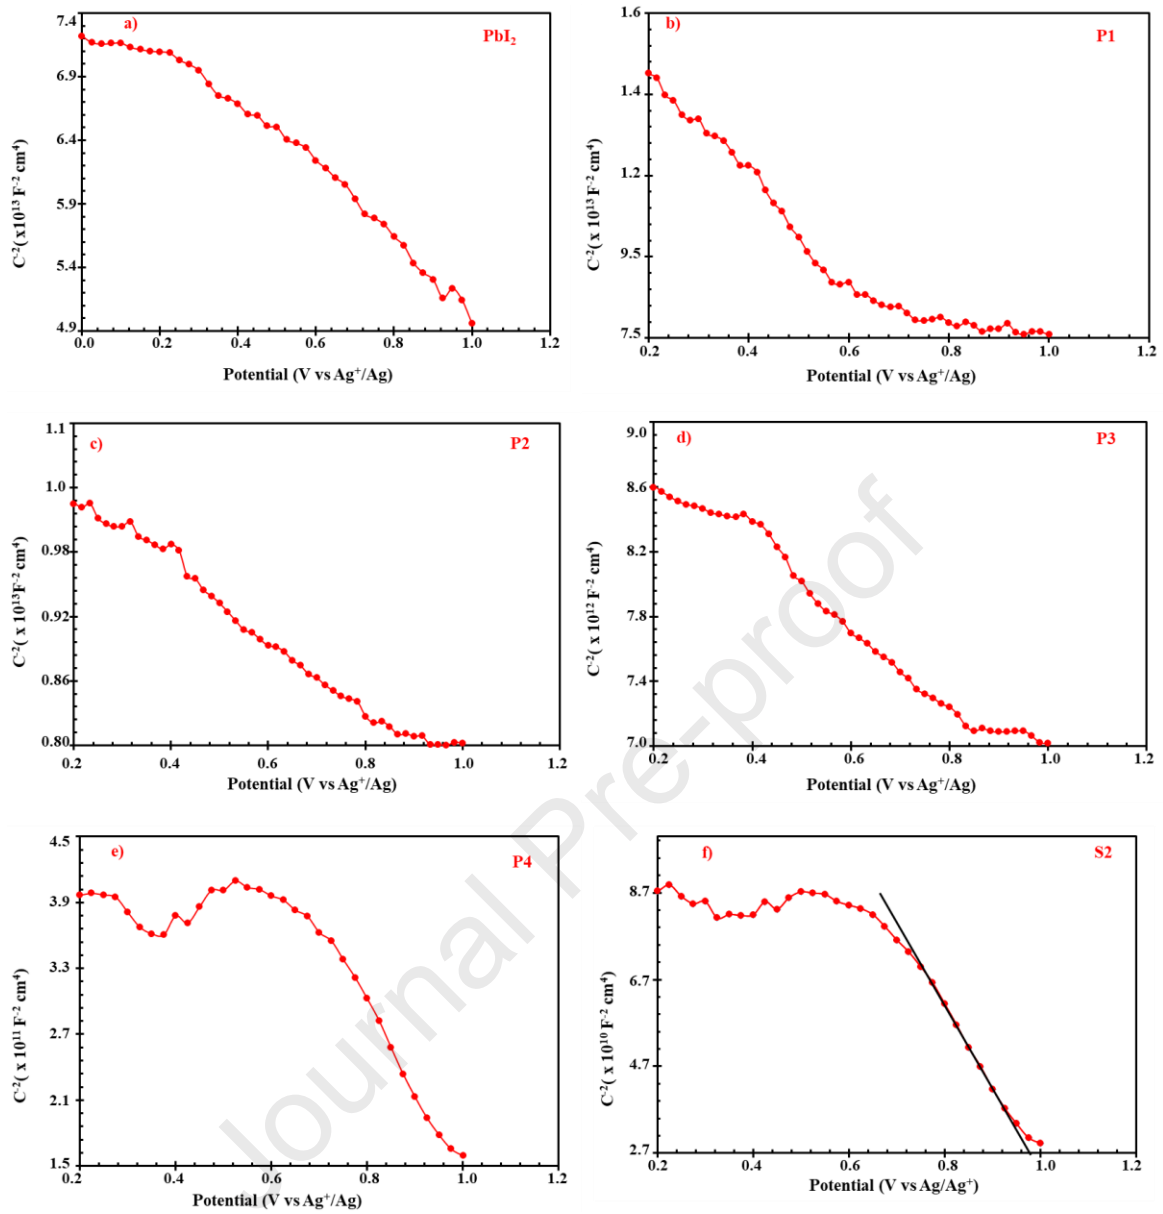 a)
PbI₂
7.4
6.9
6.4
5.9
5.4
4.9
C⁻²( x10¹³ F⁻² cm⁴)
0.0 0.2 0.4 0.6 0.8 1.0 1.2
Potential (V vs Ag⁺/Ag)
b)
P1
1.6
1.4
1.2
9.5
7.5
C⁻²( x 10¹³ F⁻² cm⁴)
0.2 0.4 0.6 0.8 1.0 1.2
Potential (V vs Ag⁺/Ag)
c)
P2
1.1
1.0
0.98
0.92
0.86
0.80
C⁻²( x 10¹³F⁻² cm⁴)
0.2 0.4 0.6 0.8 1.0 1.2
Potential (V vs Ag⁺/Ag)
d)
P3
9.0
8.6
8.2
7.8
7.4
7.0
C⁻²( x 10¹² F⁻² cm⁴)
0.2 0.4 0.6 0.8 1.0 1.2
Potential (V vs Ag⁺/Ag)
e)
P4
4.5
3.9
3.3
2.7
2.1
1.5
C⁻²( x 10¹¹ F⁻² cm⁴)
0.2 0.4 0.6 0.8 1.0 1.2
Potential (V vs Ag⁺/Ag)
f)
S2
8.7
6.7
4.7
2.7
C⁻²( x 10¹⁰ F⁻² cm⁴)
0.2 0.4 0.6 0.8 1.0 1.2
Potential (V vs Ag/Ag⁺)
Journal Pre-proof